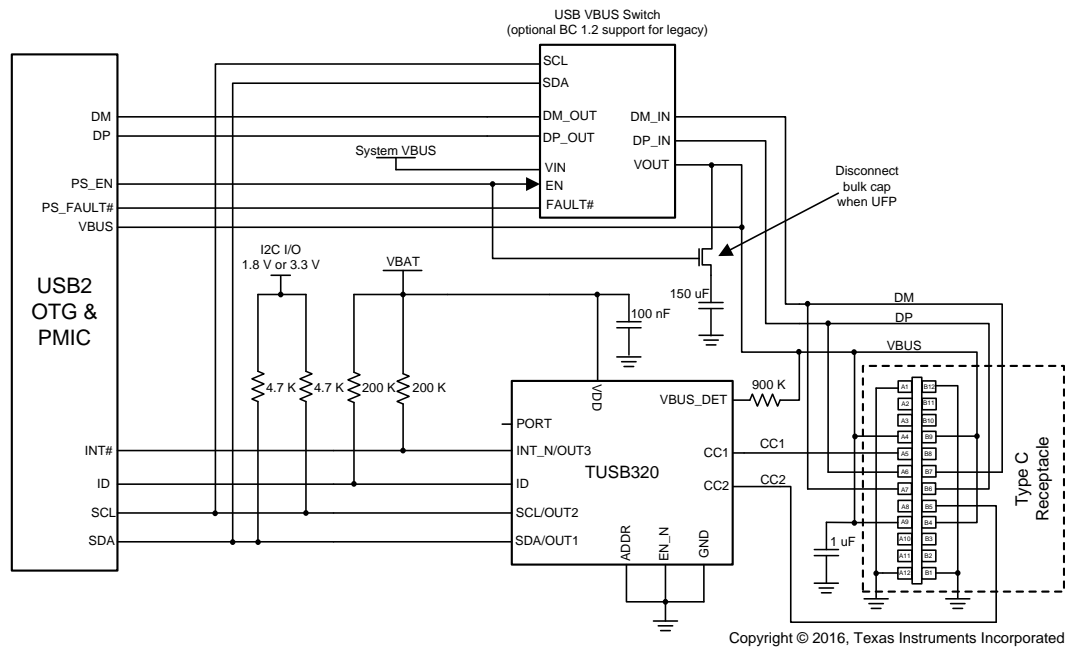 USB VBUS Switch
(optional BC 1.2 support for legacy)
SCL
SDA
DM
DM_OUT
DM_IN
DP
DP_OUT
DP_IN
System VBUS
VIN
VOUT
PS_EN
EN
PS_FAULT#
FAULT#
VBUS
Disconnect
bulk cap
when UFP
USB2
OTG &
PMIC
I2C I/O
1.8 V or 3.3 V
VBAT
150 uF
100 nF
DM
DP
VBUS
4.7 K
4.7 K
200 K
200 K
VDD
VBUS_DET
900 K
PORT
INT#
INT_N/OUT3
CC1
CC1
TUSB320
ID
ID
CC2
CC2
SCL
SCL/OUT2
SDA
SDA/OUT1
ADDR
EN_N
GND
1 uF
A1
B12
A2
B11
A3
B10
A4
B9
A5
B8
A6
B7
A7
B6
A8
B5
A9
B4
A10
B3
A11
B2
A12
B1
Type C
Receptacle
Copyright © 2016, Texas Instruments Incorporated